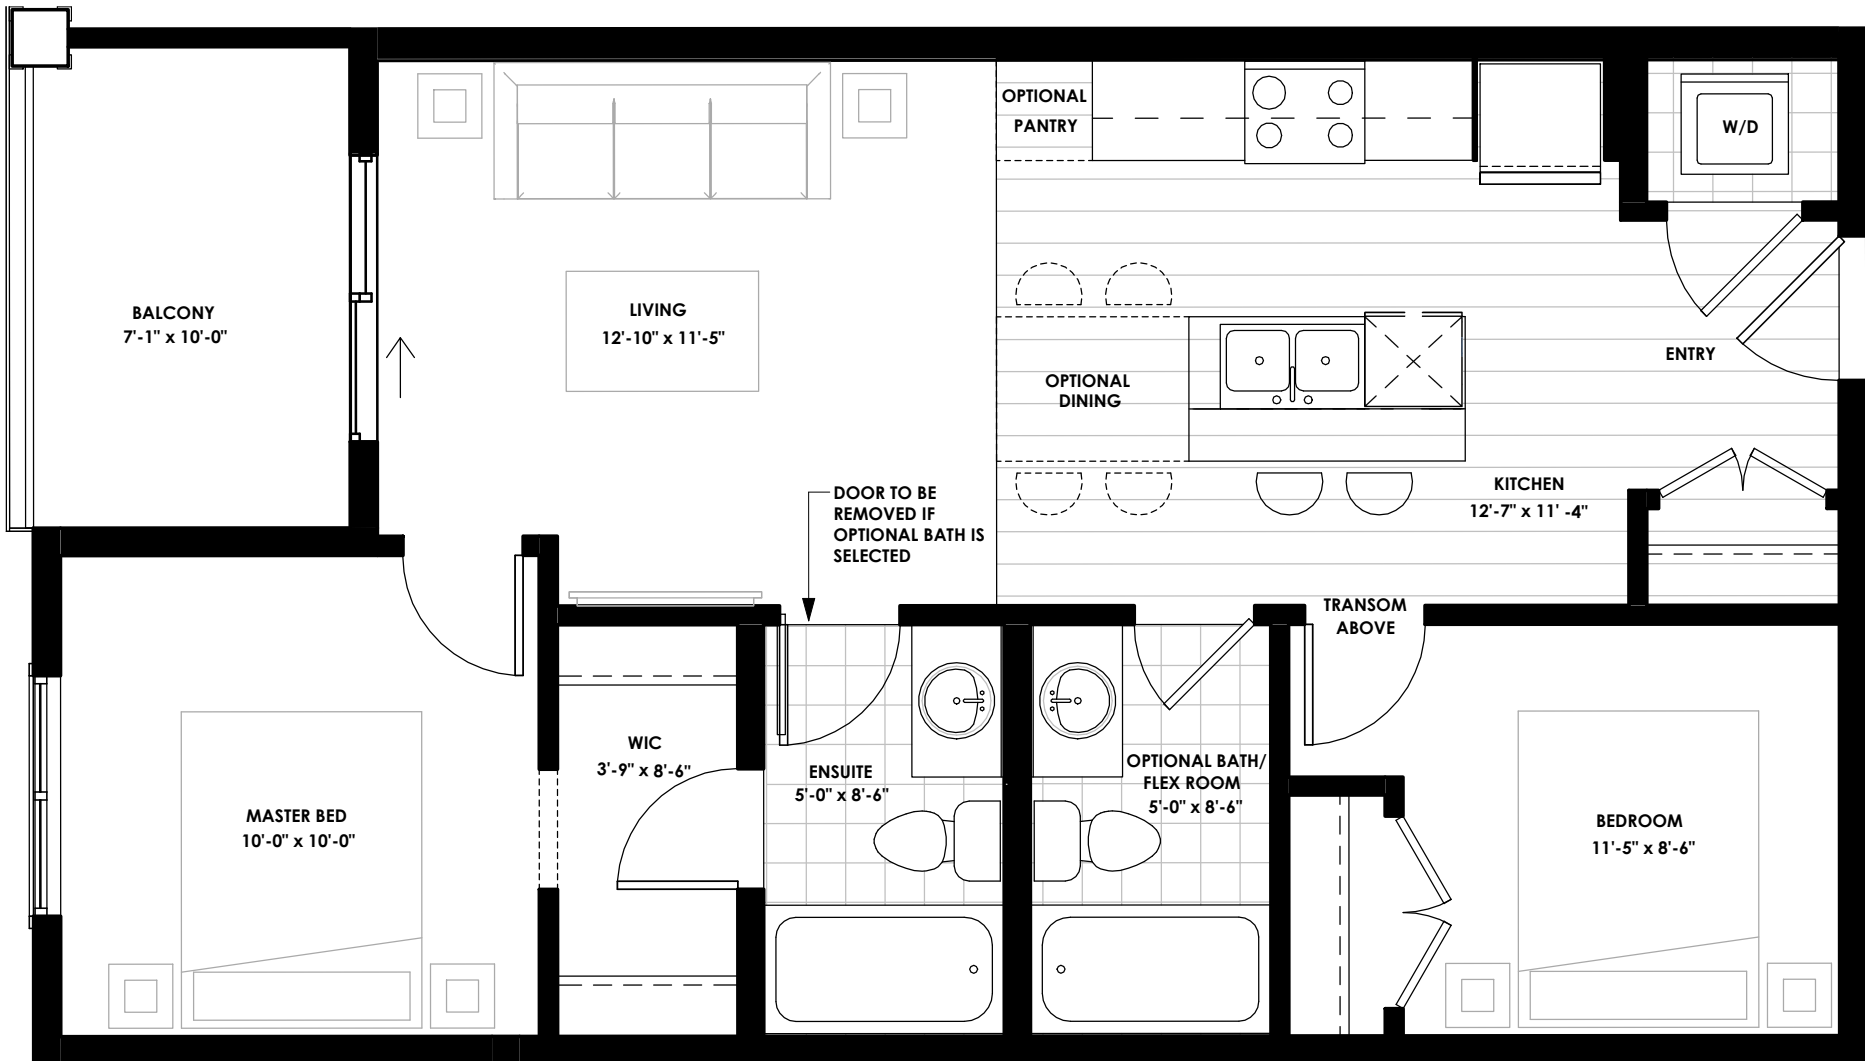 OPTIONAL
PANTRY
W/D
BALCONY
7'-1" x 10'-0"
LIVING
12'-10" x 11'-5"
ENTRY
OPTIONAL
DINING
KITCHEN
12'-7" x 11' -4"
DOOR TO BE
REMOVED IF
OPTIONAL BATH IS
SELECTED
TRANSOM
ABOVE
WIC
3'-9" x 8'-6"
ENSUITE
5'-0" x 8'-6"
OPTIONAL BATH/
FLEX ROOM
5'-0" x 8'-6"
MASTER BED
10'-0" x 10'-0"
BEDROOM
11'-5" x 8'-6"